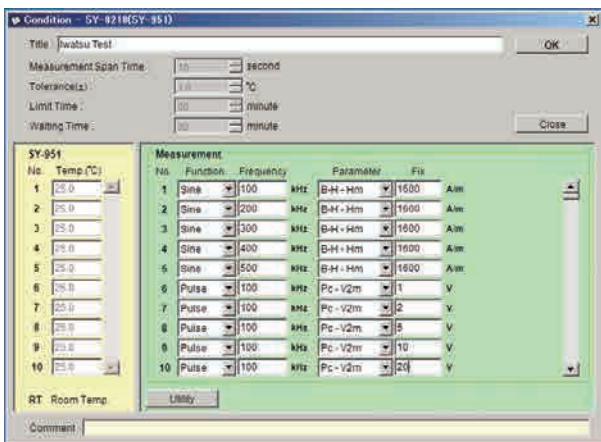 Condition - SY-8218(SY-951)
Title : Iwatsu Test OK
Measurement Span Time second
Tolerance(±) : °C
Limit Time : minute
Waiting Time : minute Close
SY-951 Measurement
No. Temp.(°C) No. Function Frequency Parameter Fix
1 25.0 1 Sine 100 kHz B-H - Hm 1600 A/m
2 25.0 2 Sine 200 kHz B-H - Hm 1600 A/m
3 25.0 3 Sine 300 kHz B-H - Hm 1600 A/m
4 25.0 4 Sine 400 kHz B-H - Hm 1600 A/m
5 25.0 5 Sine 500 kHz B-H - Hm 1600 A/m
6 25.0 6 Pulse 100 kHz Pc - V2m 1 V
7 25.0 7 Pulse 100 kHz Pc - V2m 2 V
8 25.0 8 Pulse 100 kHz Pc - V2m 5 V
9 25.0 9 Pulse 100 kHz Pc - V2m 10 V
10 25.0 10 Pulse 100 kHz Pc - V2m 20 V
RT Room Temp. Utility
Comment